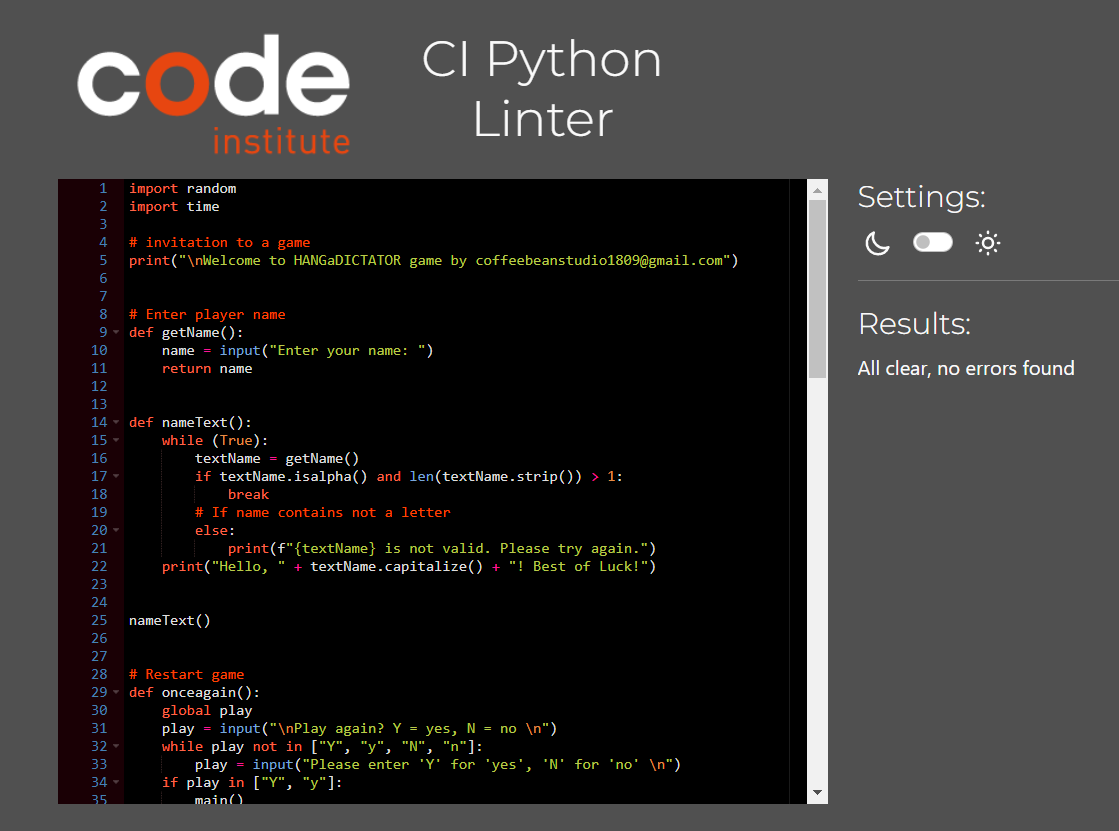 code
institute
CI Python
Linter
1 import random
2 import time
3
4 # invitation to a game
5 print("\nWelcome to HANGaDICTATOR game by coffeebeanstudio1809@gmail.com")
6
7
8 # Enter player name
9 def getName():
10     name = input("Enter your name: ")
11     return name
12
13
14 def nameText():
15     while (True):
16         textName = getName()
17         if textName.isalpha() and len(textName.strip()) > 1:
18             break
19         # If name contains not a letter
20         else:
21             print(f"{textName} is not valid. Please try again.")
22     print("Hello, " + textName.capitalize() + "! Best of Luck!")
23
24
25 nameText()
26
27
28 # Restart game
29 def onceagain():
30     global play
31     play = input("\nPlay again? Y = yes, N = no \n")
32     while play not in ["Y", "y", "N", "n"]:
33         play = input("Please enter 'Y' for 'yes', 'N' for 'no' \n")
34     if play in ["Y", "y"]:
35         main()
Settings:
Results:
All clear, no errors found